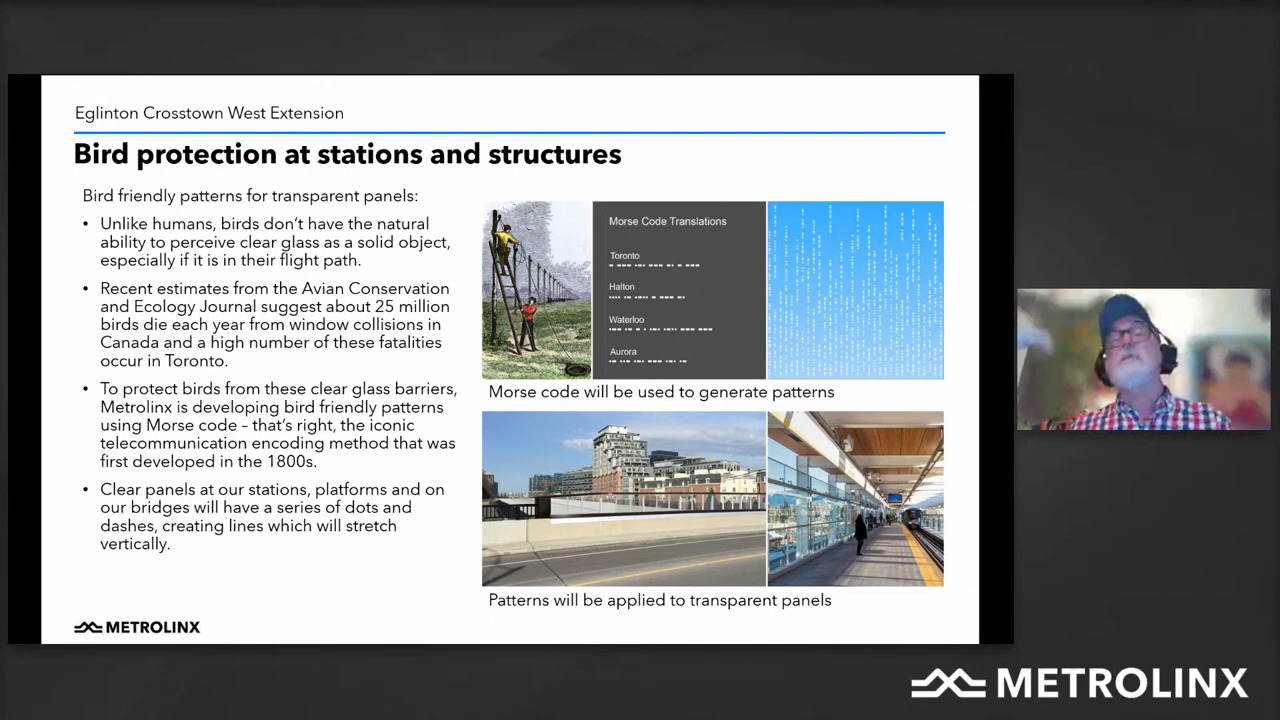 Eglinton Crosstown West Extension
Bird protection at stations and structures
Bird friendly patterns for transparent panels:
• Unlike humans, birds don't have the natural
ability to perceive clear glass as a solid object,
especially if it is in their flight path.
• Recent estimates from the Avian Conservation
and Ecology Journal suggest about 25 million
birds die each year from window collisions in
Canada and a high number of these fatalities
occur in Toronto.
• To protect birds from these clear glass barriers,
Metrolinx is developing bird friendly patterns
using Morse code – that's right, the iconic
telecommunication encoding method that was
first developed in the 1800s.
• Clear panels at our stations, platforms and on
our bridges will have a series of dots and
dashes, creating lines which will stretch
vertically.
Morse Code Translations
Toronto
Halton
Waterloo
Aurora
Morse code will be used to generate patterns
Patterns will be applied to transparent panels
METROLINX
METROLINX